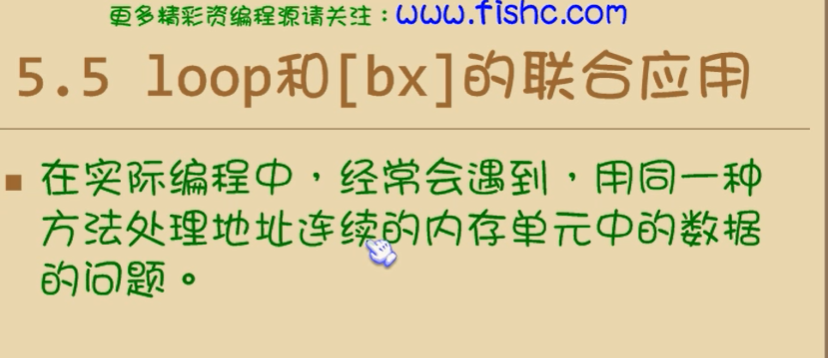 更多精彩资编程源请关注：www.fishc.com
5.5 loop和[bx]的联合应用
在实际编程中，经常会遇到，用同一种
方法处理地址连续的内存单元中的数据
的问题。